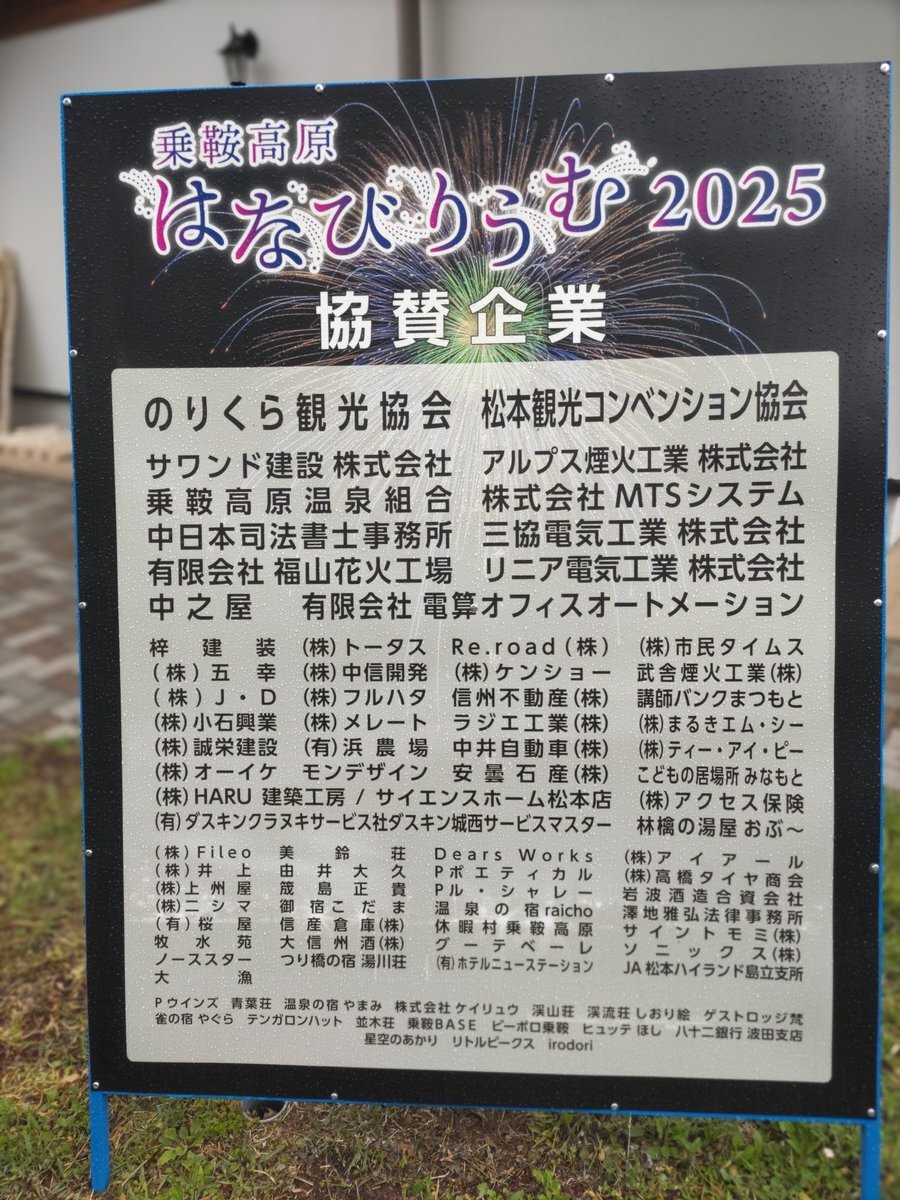 乗鞍高原
はなびりうむ2025
協賛企業
のりくら観光協会 松本観光コンベンション協会
サワンド建設 株式会社 アルプス煙火工業 株式会社
乗鞍高原温泉組合 株式会社 MTSシステム
中日本司法書士事務所 三協電気工業 株式会社
有限会社 福山花火工場 リニア電気工業 株式会社
中之屋 有限会社 電算オフィスオートメーション
梓建装 (株)トータス Re.road(株) (株)市民タイムス
(株)五幸 (株)中信開発 (株)ケンショー 武舎煙火工業(株)
(株)J・D (株)フルハタ 信州不動産(株) 講師バンクまつもと
(株)小石興業 (株)メレート ラジエ工業(株) (株)まるきエム・シー
(株)誠栄建設 (有)浜農場 中井自動車(株) (株)ティー・アイ・ピー
(株)オーイケ モンデザイン 安曇石産(株) こどもの居場所 みなもと
(株)HARU 建築工房 / サイエンスホーム松本店 (株)アクセス保険
(有)ダスキンクラヌキサービス社ダスキン城西サービスマスター 林檎の湯屋 おぶ～
(株)Fileo 美鈴荘 Dears Works (株)アイアール
(株)井上 由井大久 Pポエティカル (株)高橋タイヤ商会
(株)上州屋 筬島正貴 Pル・シャレー 岩波酒造合資会社
(株)ニシマ 御宿こだま 温泉の宿raicho 澤地雅弘法律事務所
(有)桜屋 信産倉庫(株) 休暇村乗鞍高原 サイントモミ(株)
牧水苑 大信州酒(株) グーテベーレ ソニックス(株)
ノーススター つり橋の宿 湯川荘 (有)ホテルニューステーション JA 松本ハイランド島立支所
大漁
Pウインズ 青葉荘 温泉の宿 やまみ 株式会社 ケイリュウ 渓山荘 渓流荘 しおり絵 ゲストロッジ梵
雀の宿 やぐら テンガロンハット 並木荘 乗鞍BASE ピーポロ乗鞍 ヒュッテ ほし 八十二銀行 波田支店
星空のあかり リトルピークス irodori